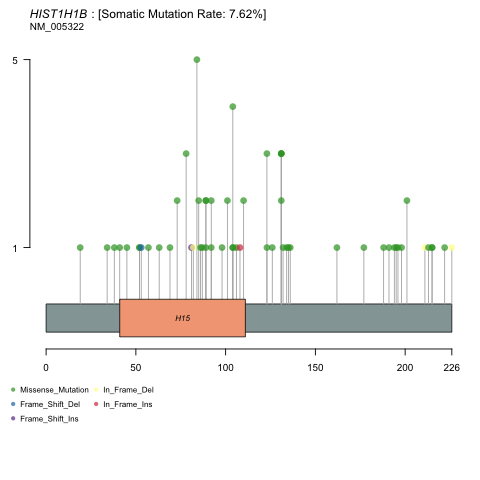 HIST1H1B : [Somatic Mutation Rate: 7.62%]
NM_005322
5
1
H15
0 50 100 150 200 226
Missense_Mutation In_Frame_Del
Frame_Shift_Del In_Frame_Ins
Frame_Shift_Ins